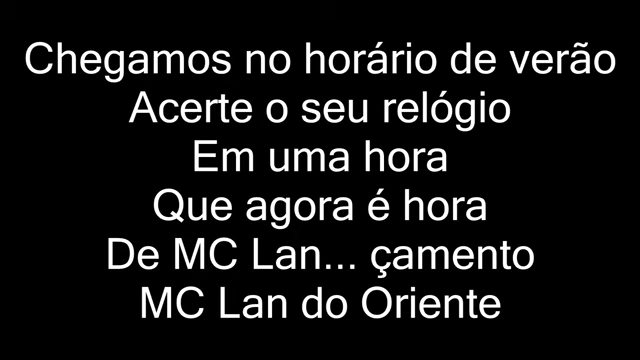 Chegamos no horário de verão
Acerte o seu relógio
Em uma hora
Que agora é hora
De MC Lan... çamento
MC Lan do Oriente